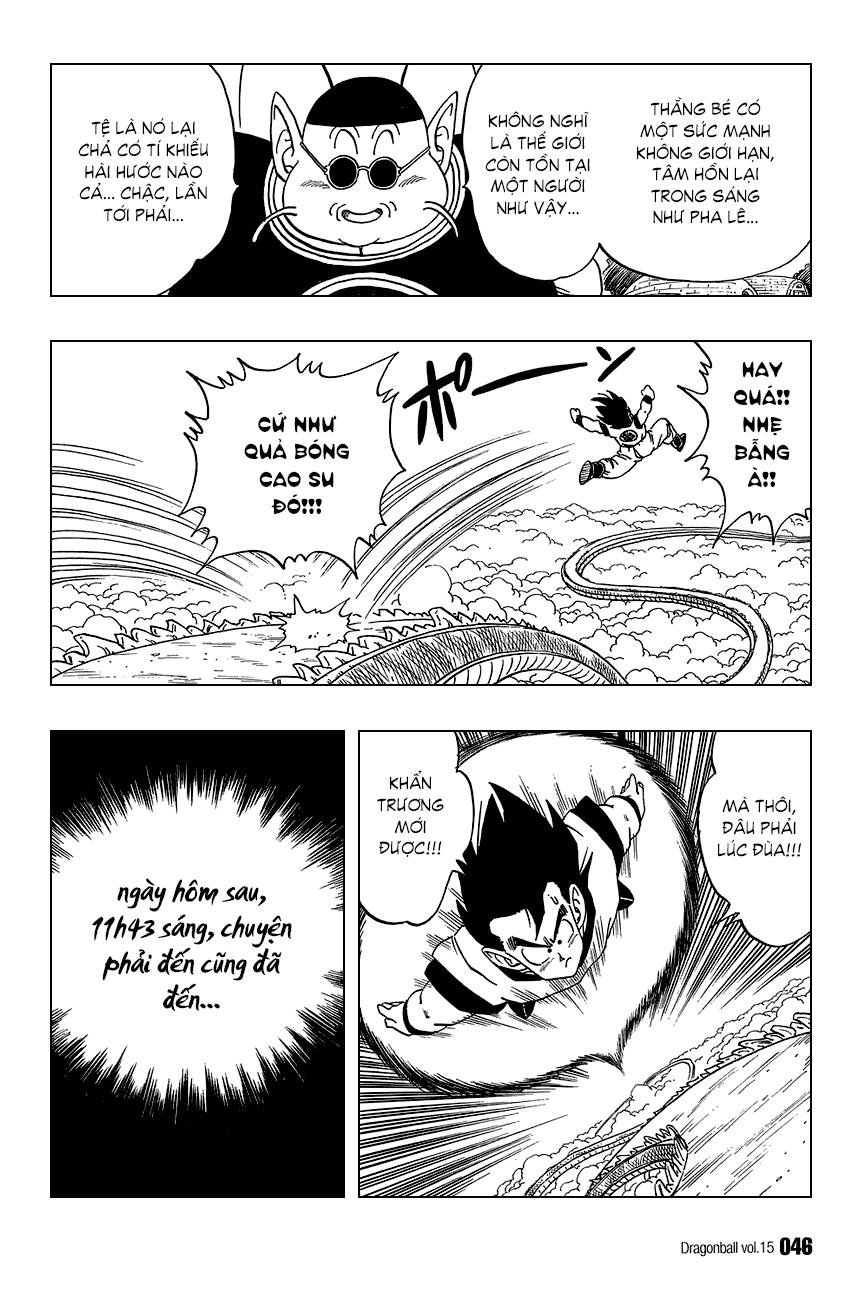 THẰNG BÉ CÓ
MỘT SỨC MẠNH
KHÔNG GIỚI HẠN,
TÂM HỒN LẠI
TRONG SÁNG
NHƯ PHA LÊ...
KHÔNG NGHĨ
LÀ THẾ GIỚI
CÒN TỒN TẠI
MỘT NGƯỜI
NHƯ VẬY...
TỆ LÀ NÓ LẠI
CHẢ CÓ TÍ KHIẾU
HÀI HƯỚC NÀO
CẢ... CHẬC, LẦN
TỚI PHẢI...
HAY
QUÁ!!
NHẸ
BẪNG
À!!
ポーン
CỨ NHƯ
QUẢ BÓNG
CAO SU
ĐÓ!!!
MÀ THÔI,
ĐÂU PHẢI
LÚC ĐÙA!!!
KHẨN
TRƯƠNG
MỚI
ĐƯỢC!!!
ngày hôm sau,
11h43 sáng, chuyện
phải đến cũng đã
đến...
Dragonball vol.15 046